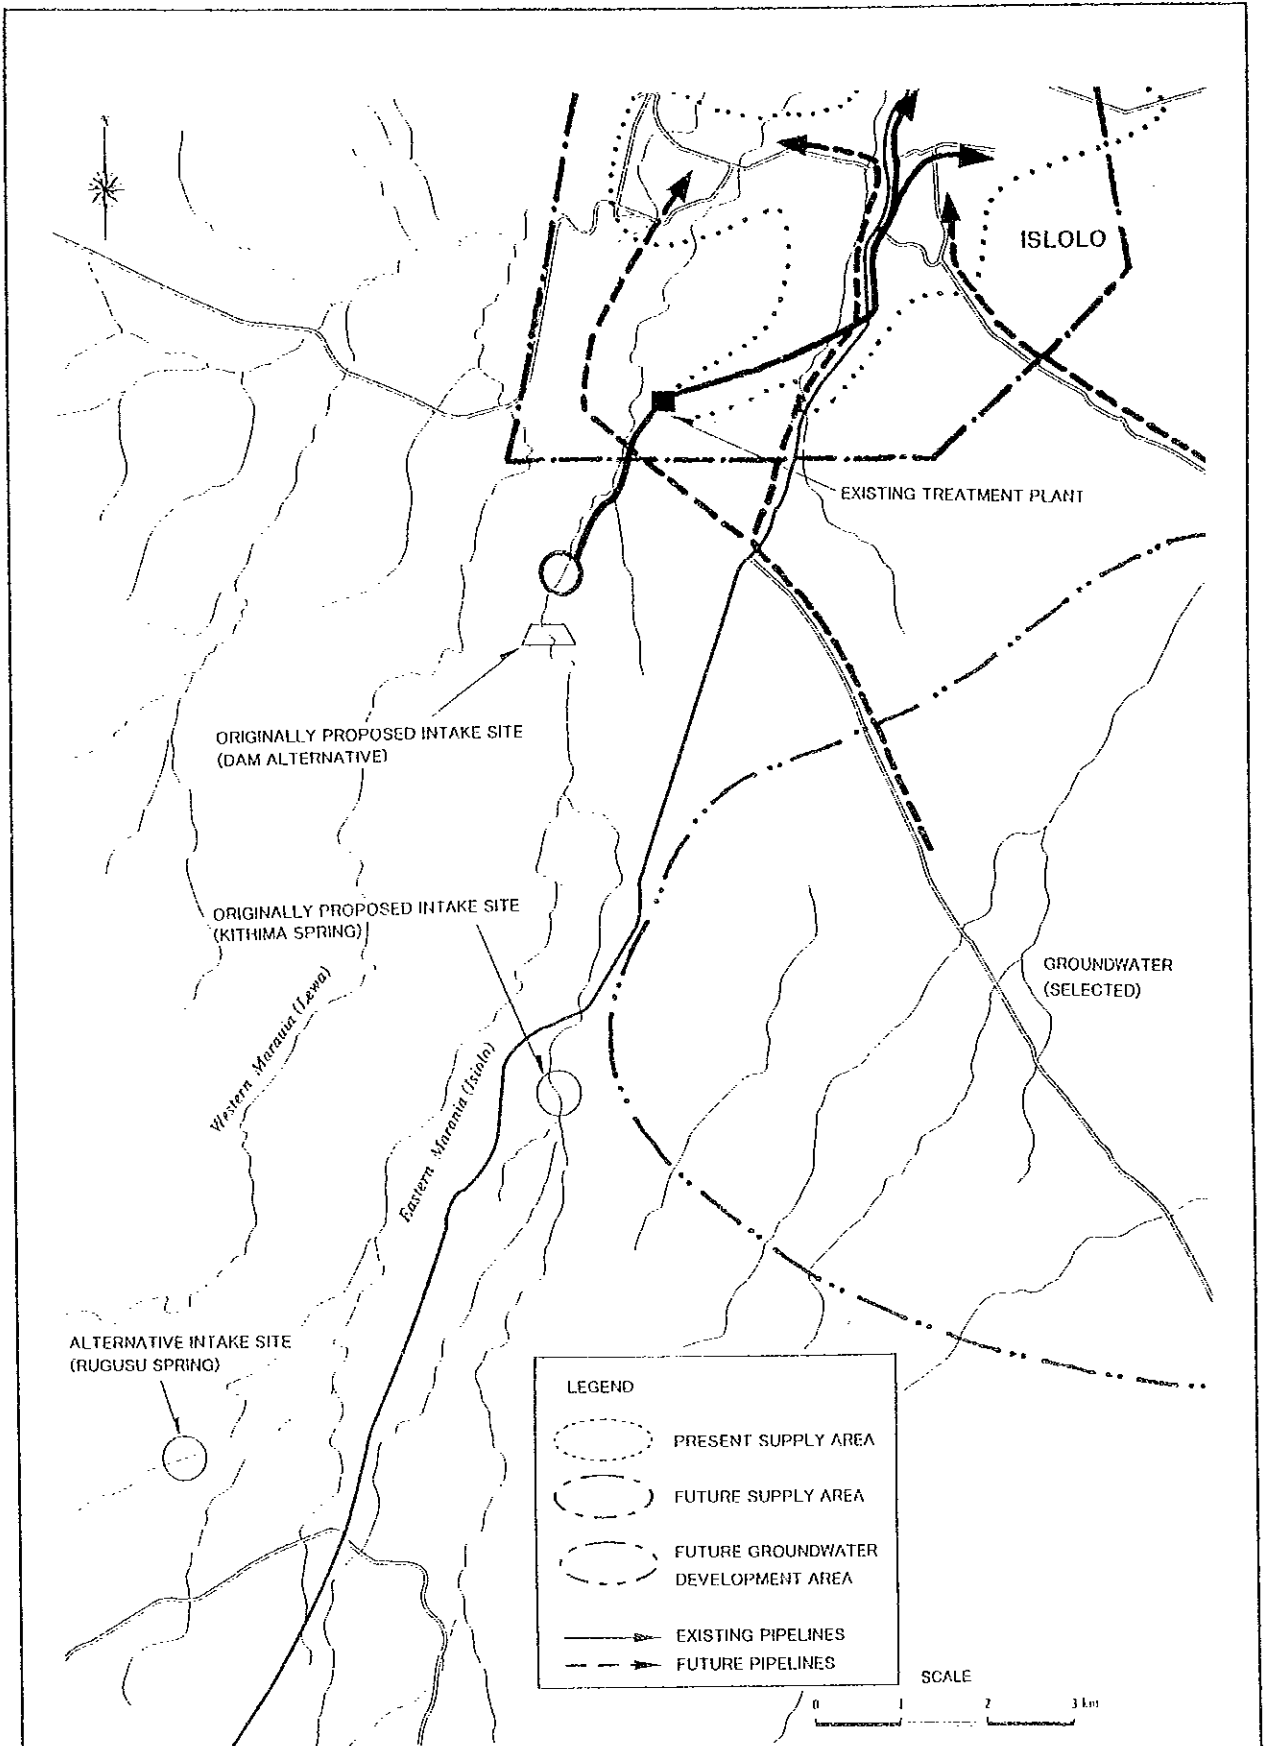 ISLOLO
EXISTING TREATMENT PLANT
ORIGINALLY PROPOSED INTAKE SITE
(DAM ALTERNATIVE)
ORIGINALLY PROPOSED INTAKE SITE
(KITHIMA SPRING)
GROUNDWATER
(SELECTED)
Western Marauia (Lewa)
Eastern Marania (Isiolo)
ALTERNATIVE INTAKE SITE
(RUGUSU SPRING)
LEGEND
PRESENT SUPPLY AREA
FUTURE SUPPLY AREA
FUTURE GROUNDWATER
DEVELOPMENT AREA
EXISTING PIPELINES
FUTURE PIPELINES
SCALE
0 1 2 3 km